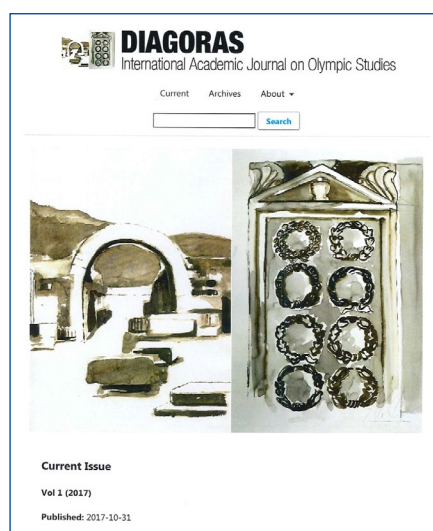 DIAGORAS
International Academic Journal on Olympic Studies
Current Archives About
Search
Current Issue
Vol 1 (2017)
Published: 2017-10-31